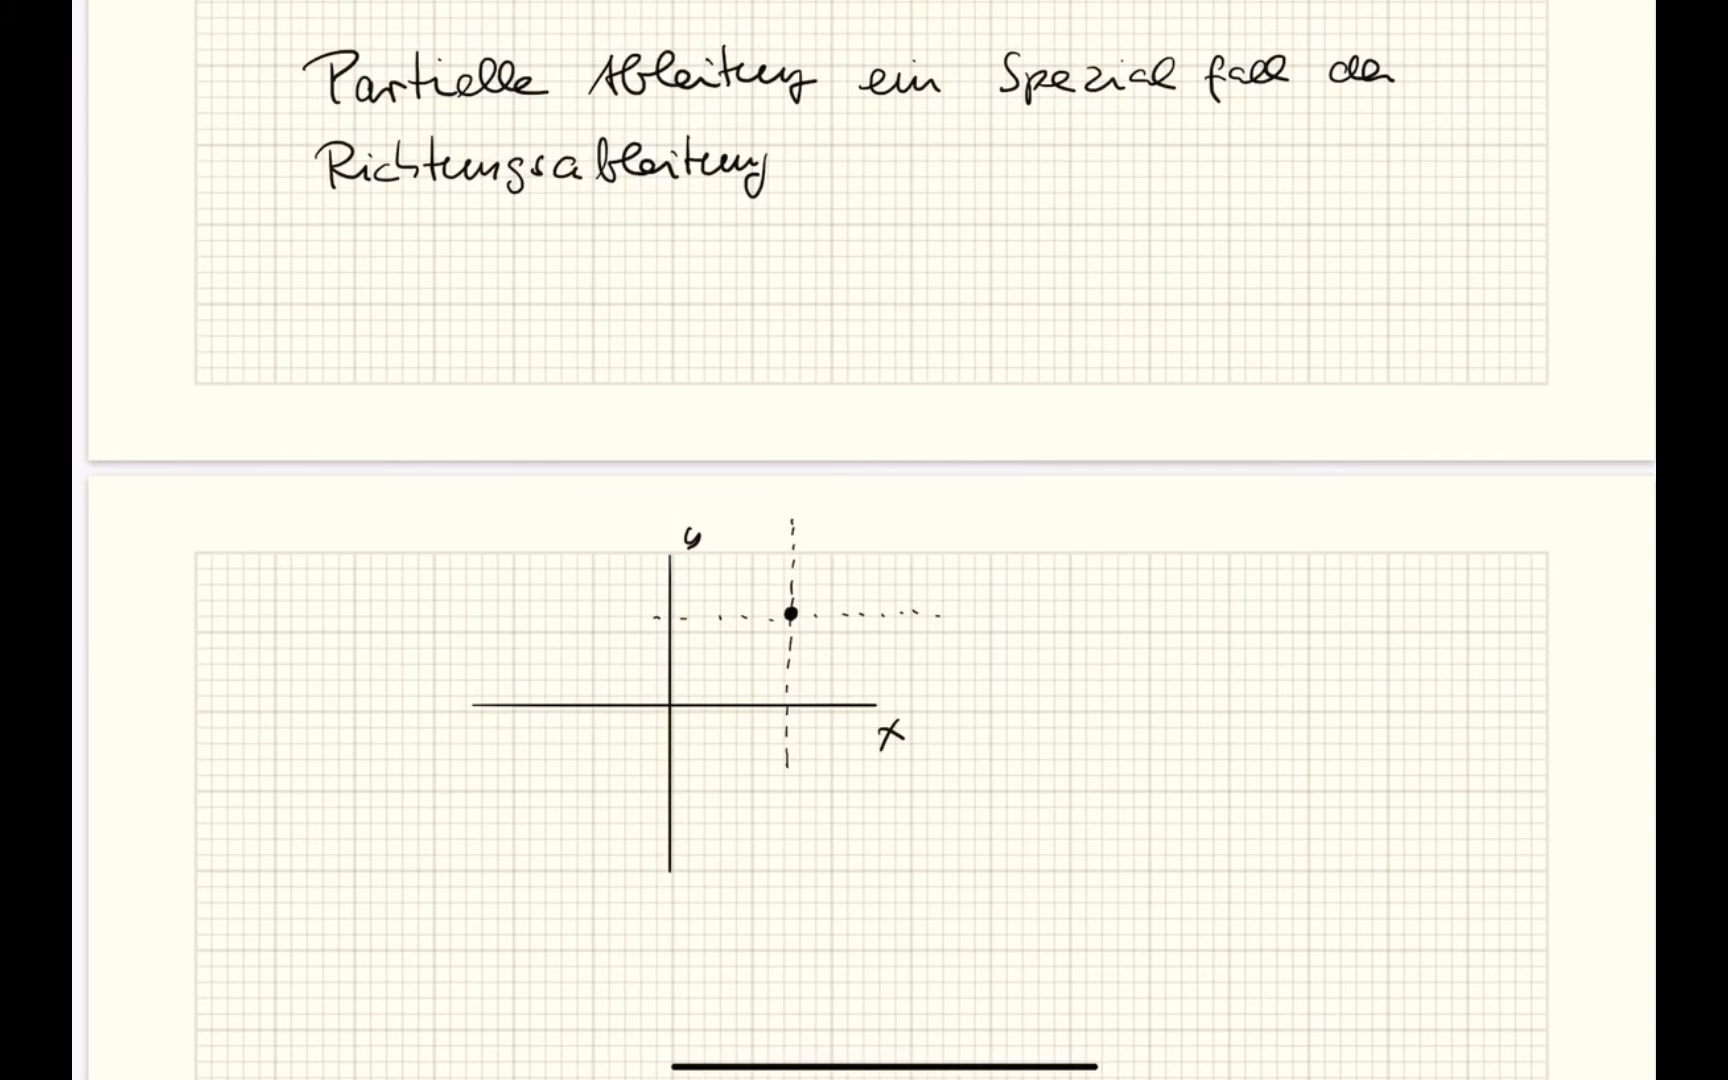 Partielle Ableitung ein Spezialfall der
Richtungsableitung
y
x